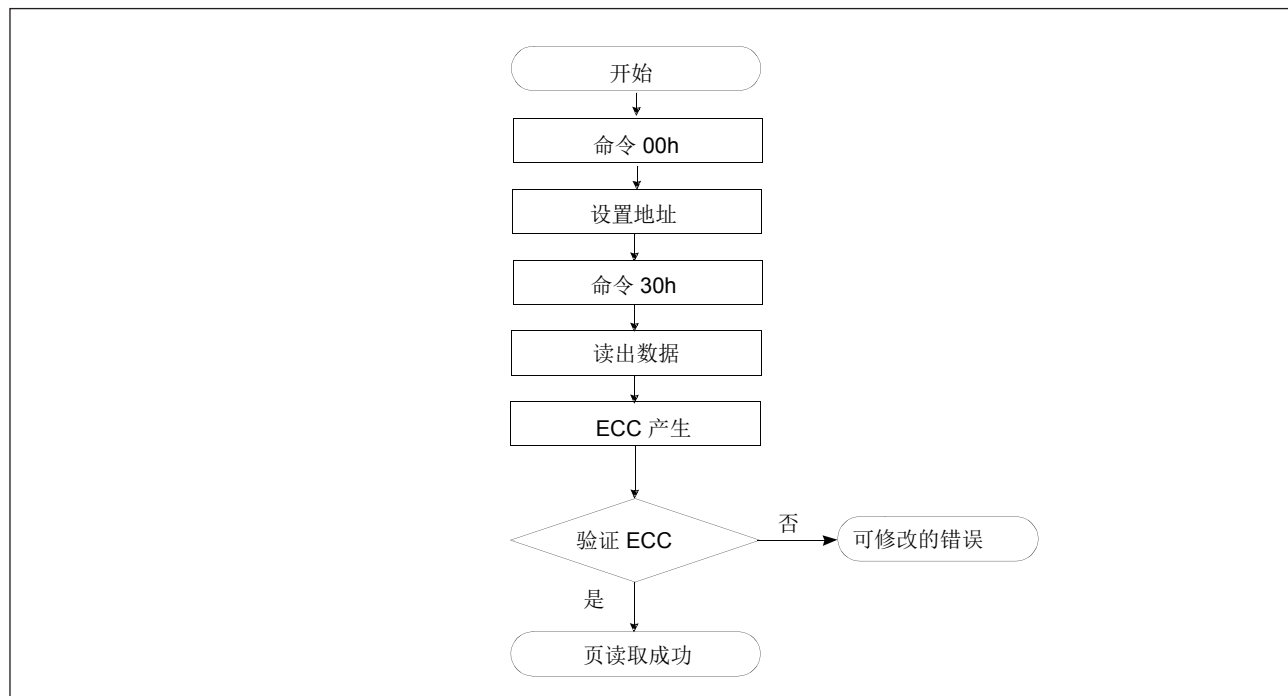 开始
命令 00h
设置地址
命令 30h
读出数据
ECC 产生
验证 ECC
否
可修改的错误
是
页读取成功